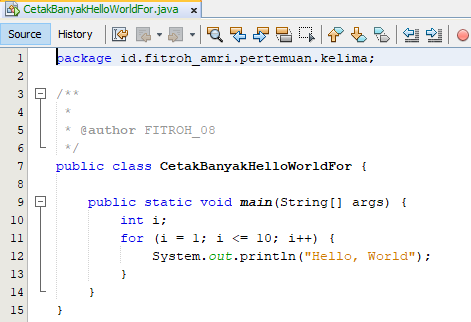 CetakBanyakHelloWorldFor.java x
Source History
1 package id.fitroh_amri.pertemuan.kelima;
2
3 /**
4 *
5 * @author FITROH_08
6 */
7 public class CetakBanyakHelloWorldFor {
8
9 public static void main(String[] args) {
10 int i;
11 for (i = 1; i <= 10; i++) {
12 System.out.println("Hello, World");
13 }
14 }
15 }